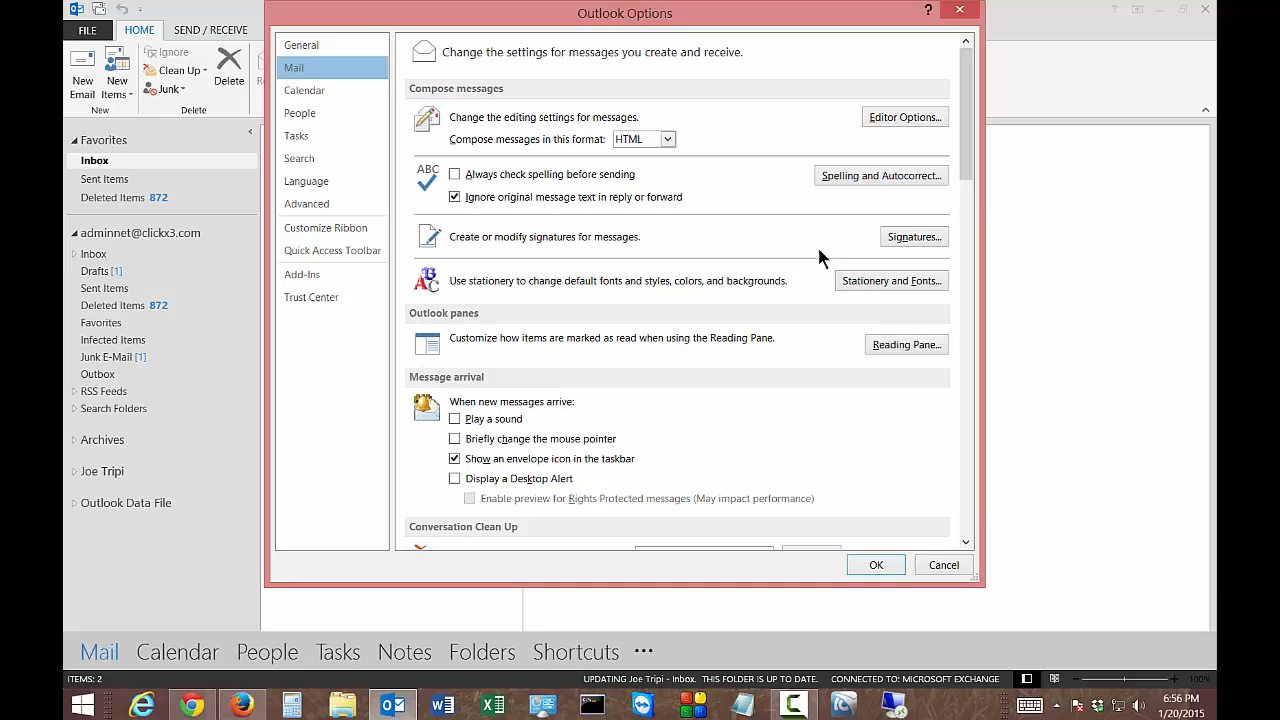 Outlook Options
?
FILE
HOME
SEND / RECEIVE
New Email
New Items
Ignore
Clean Up
Junk
Delete
New
Delete
General
Mail
Calendar
People
Tasks
Search
Language
Advanced
Customize Ribbon
Quick Access Toolbar
Add-Ins
Trust Center
Change the settings for messages you create and receive.
Compose messages
Change the editing settings for messages.
Editor Options...
Compose messages in this format:
HTML
ABC
Always check spelling before sending
Spelling and Autocorrect...
Ignore original message text in reply or forward
Create or modify signatures for messages.
Signatures...
Use stationery to change default fonts and styles, colors, and backgrounds.
Stationery and Fonts...
Outlook panes
Customize how items are marked as read when using the Reading Pane.
Reading Pane...
Message arrival
When new messages arrive:
Play a sound
Briefly change the mouse pointer
Show an envelope icon in the taskbar
Display a Desktop Alert
Enable preview for Rights Protected messages (May impact performance)
Conversation Clean Up
OK
Cancel
Favorites
Inbox
Sent Items
Deleted Items 872
adminnet@clickx3.com
Inbox
Drafts [1]
Sent Items
Deleted Items 872
Favorites
Infected Items
Junk E-Mail [1]
Outbox
RSS Feeds
Search Folders
Archives
Joe Tripi
Outlook Data File
Mail Calendar People Tasks Notes Folders Shortcuts •••
ITEMS: 2
UPDATING Joe Tripi - Inbox. THIS FOLDER IS UP TO DATE. CONNECTED TO: MICROSOFT EXCHANGE
100%
6:56 PM
1/20/2015